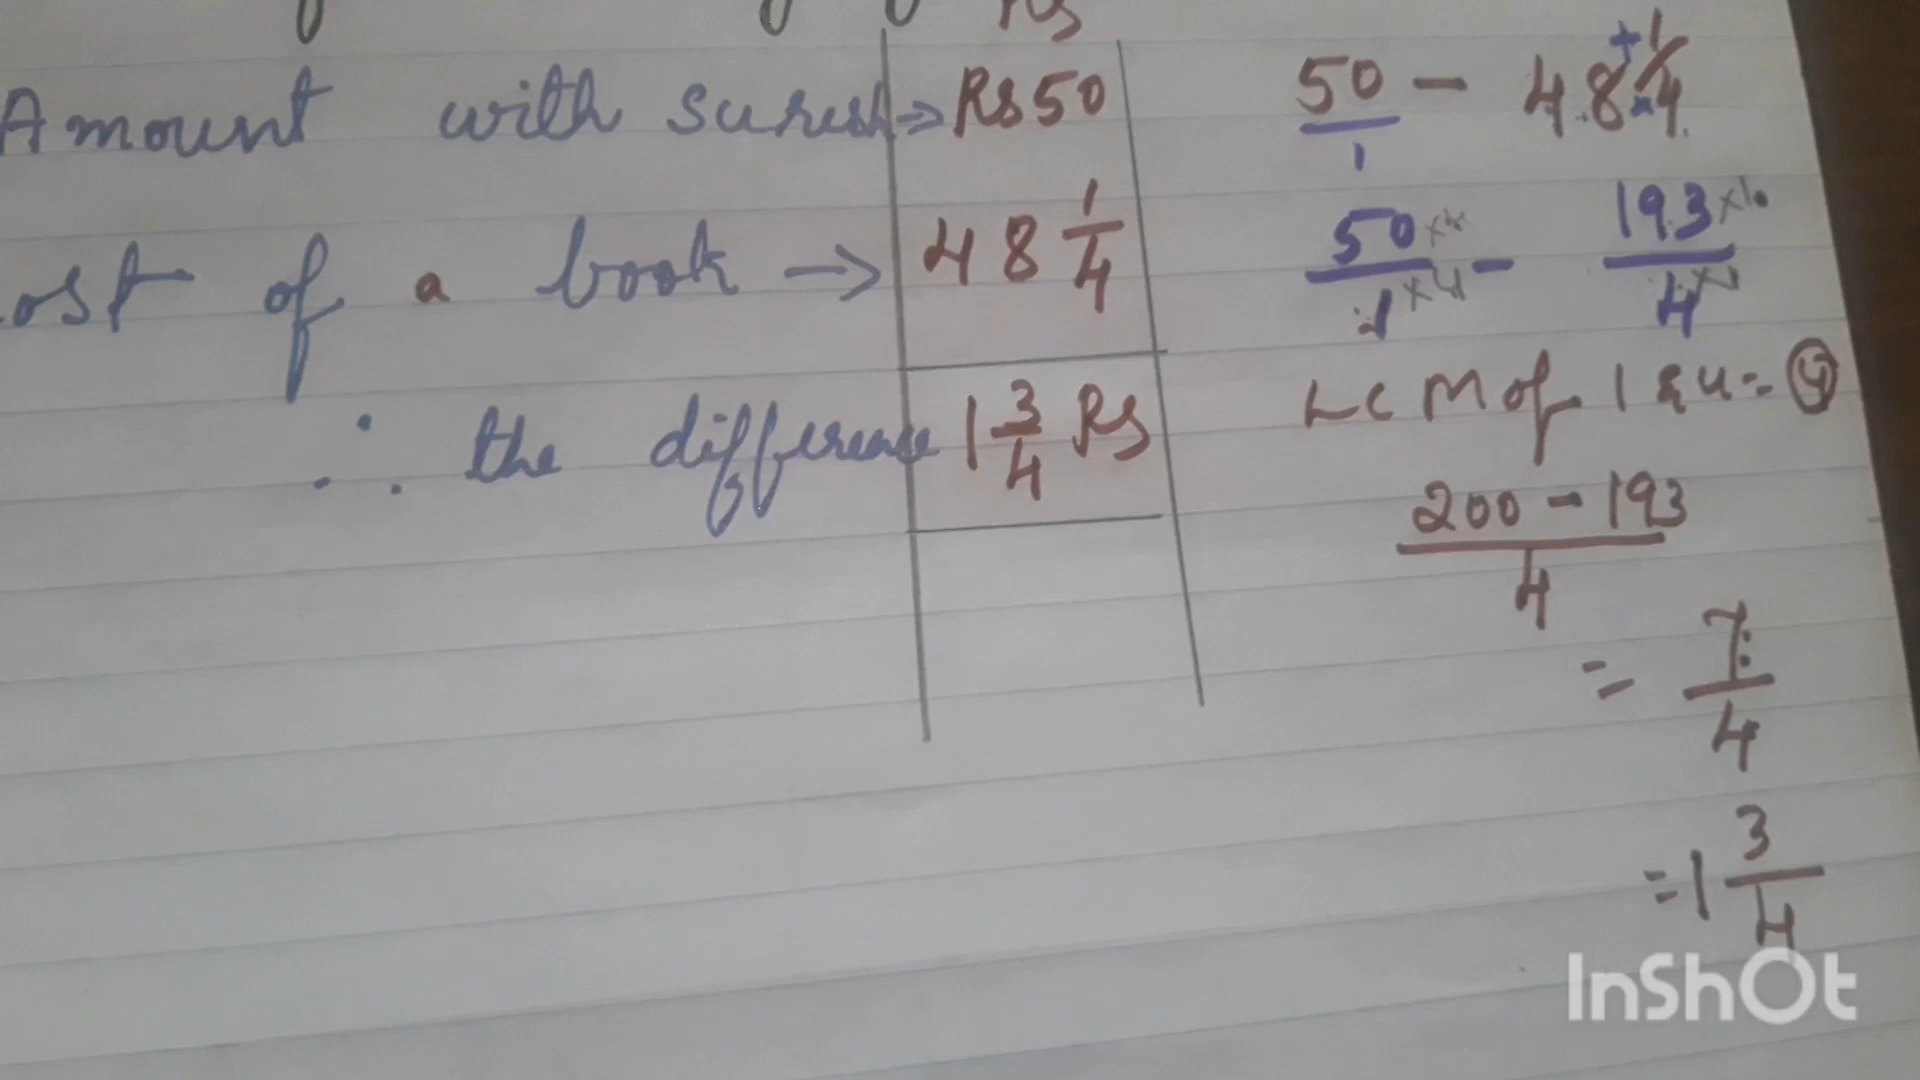 Rs
Amount with suresh → Rs 50
ost of a book → 48 1/4
∴ the difference 1 3/4 Rs
50/1 - 48 + 1/4
50/1 ×4 - 193/4
LCM of 1 & 4 = 4
200 - 193
4
= 7/4
= 1 3/4
InShOt